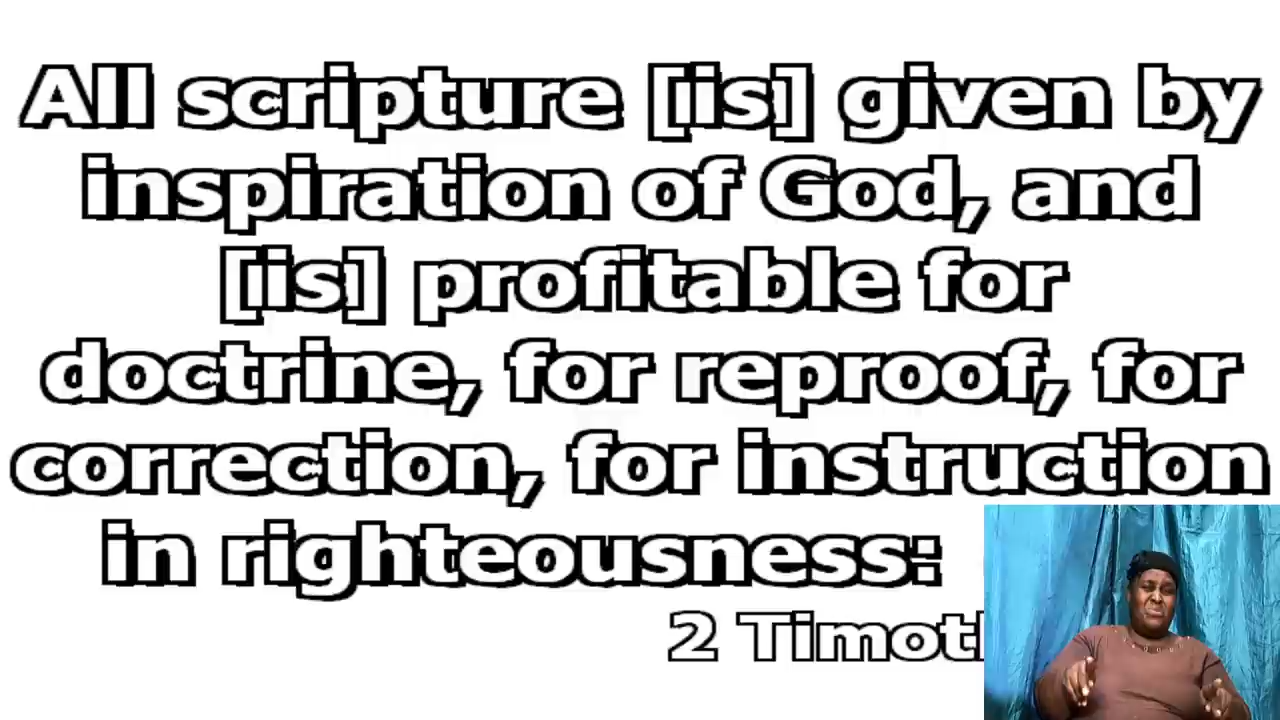 All scripture [is] given by
inspiration of God, and
[is] profitable for
doctrine, for reproof, for
correction, for instruction
in righteousness:
2